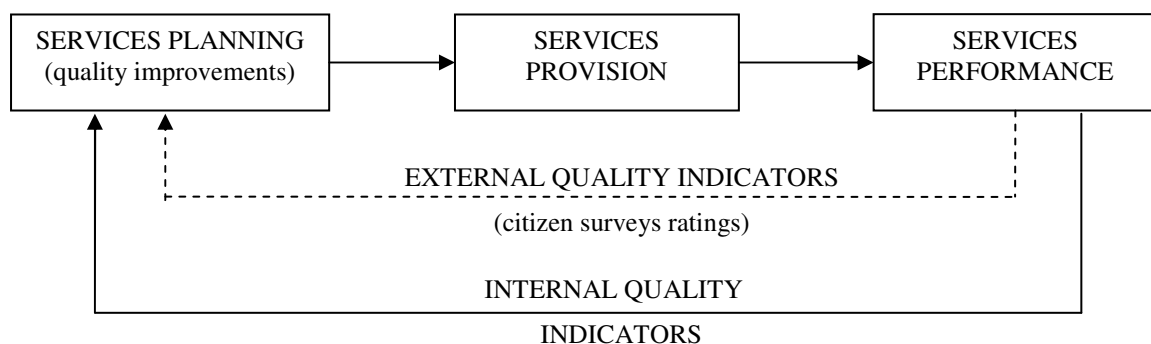 SERVICES PLANNING
(quality improvements)
SERVICES
PROVISION
SERVICES
PERFORMANCE
EXTERNAL QUALITY INDICATORS
(citizen surveys ratings)
INTERNAL QUALITY
INDICATORS